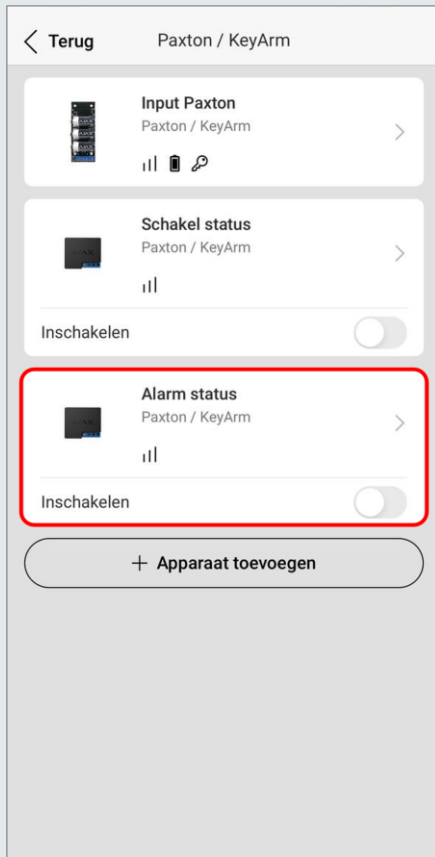 Terug
Paxton / KeyArm
Input Paxton
Paxton / KeyArm
Schakel status
Paxton / KeyArm
Inschakelen
Alarm status
Paxton / KeyArm
Inschakelen
+ Apparaat toevoegen